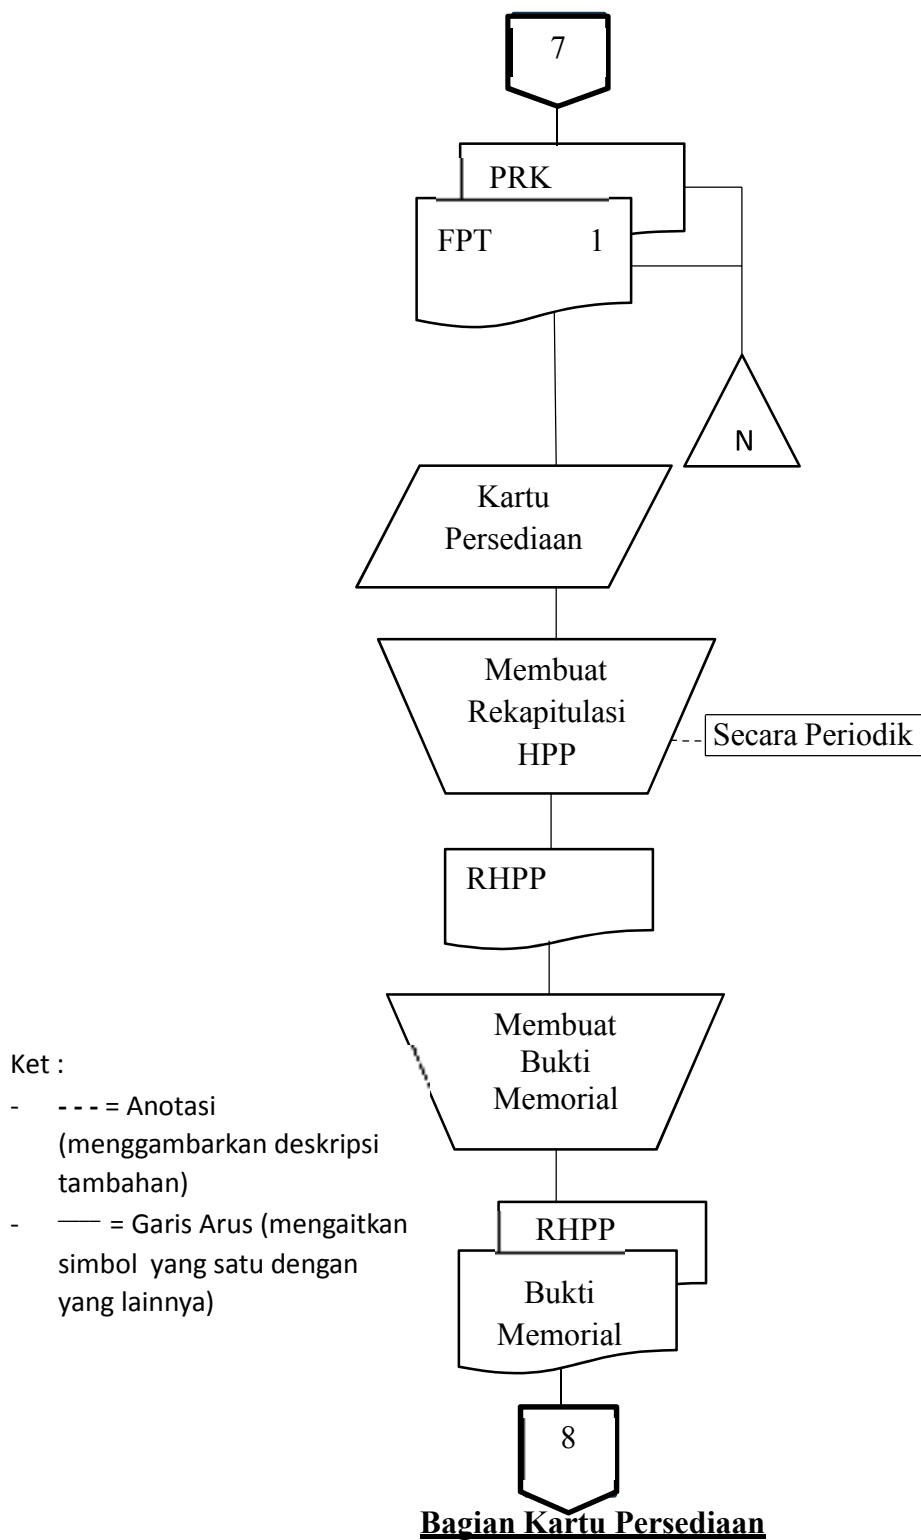 7
PRK
FPT 1
N
Kartu
Persediaan
Membuat
Rekapitulasi
HPP
Secara Periodik
RHPP
Membuat
Bukti
Memorial
Ket :
- - - - = Anotasi
(menggambarkan deskripsi
tambahan)
- —— = Garis Arus (mengaitkan
simbol yang satu dengan
yang lainnya)
RHPP
Bukti
Memorial
8
Bagian Kartu Persediaan